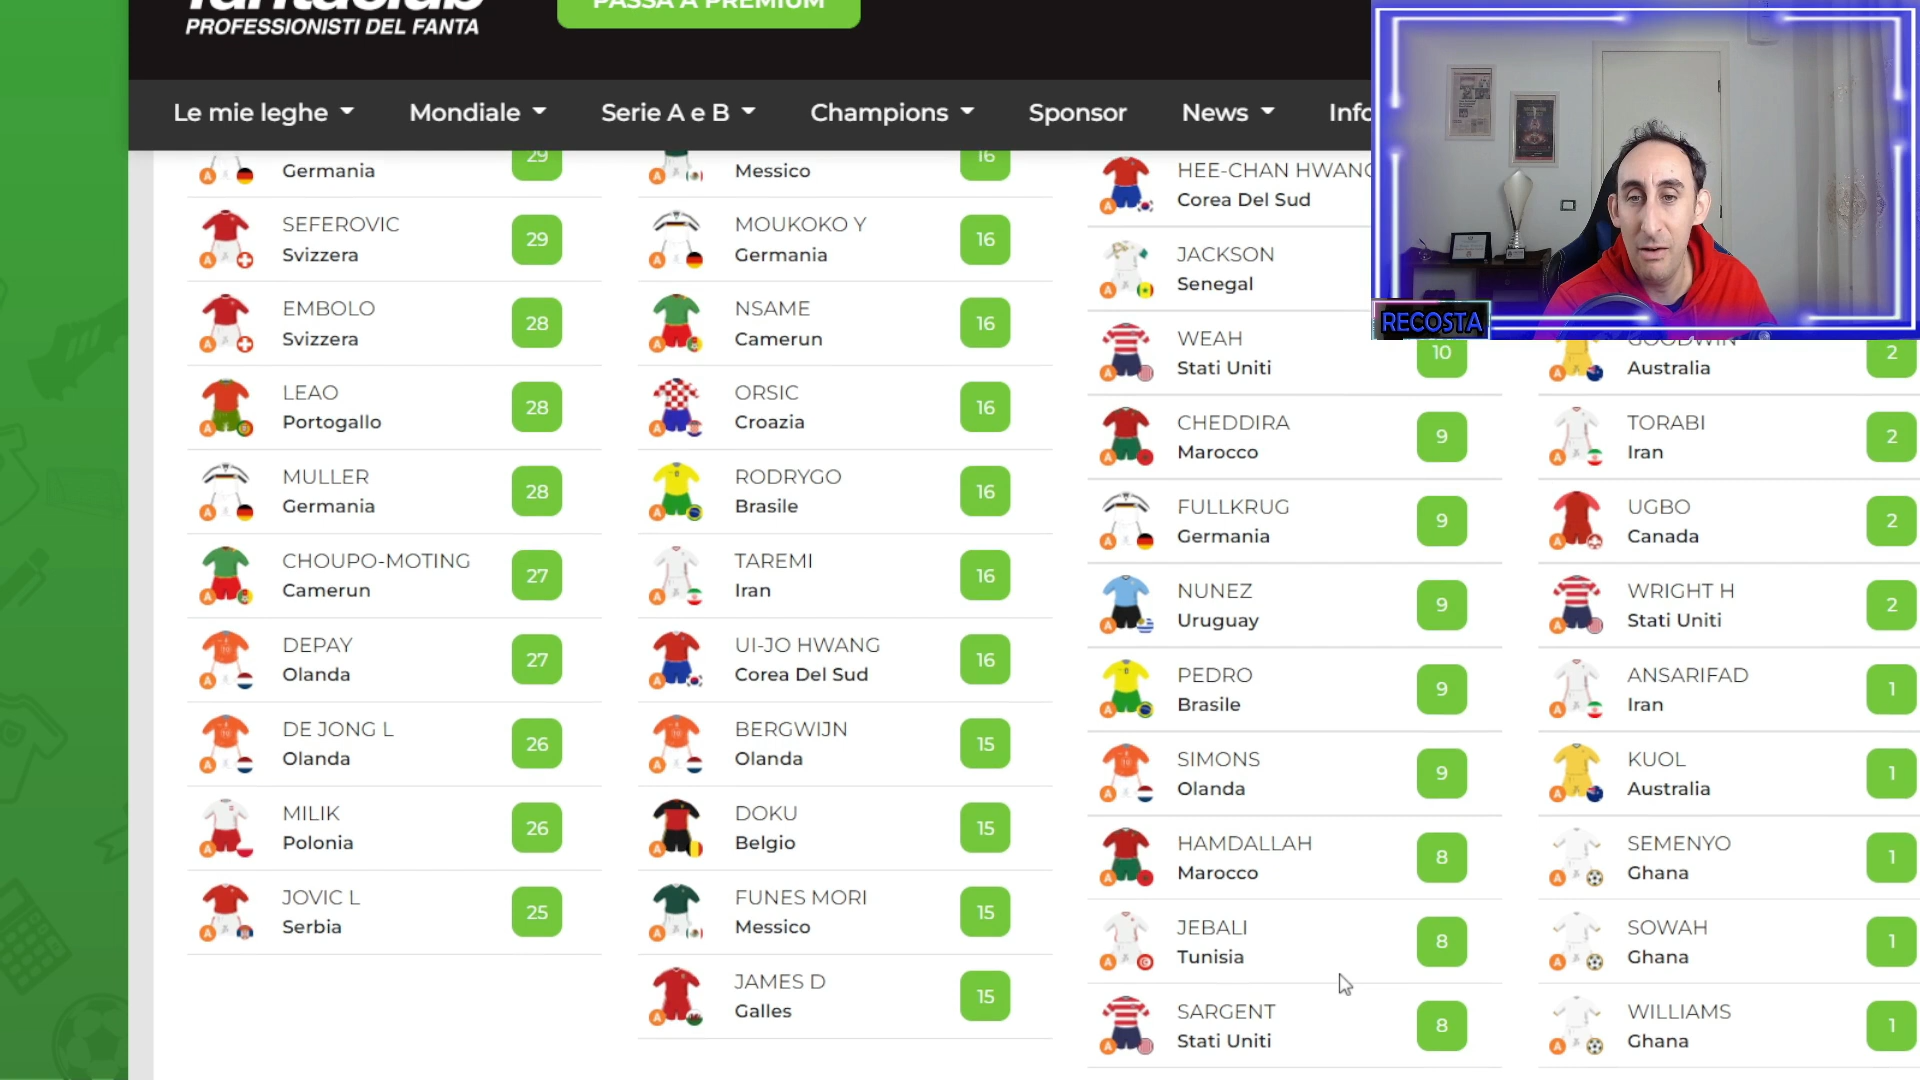 PROFESSIONISTI DEL FANTA
PASSA A PREMIUM
Le mie leghe
Mondiale
Serie A e B
Champions
Sponsor
News
RECOSTA
Germania
29
SEFEROVIC
Svizzera
29
EMBOLO
Svizzera
28
LEAO
Portogallo
28
MULLER
Germania
28
CHOUPO-MOTING
Camerun
27
DEPAY
Olanda
27
DE JONG L
Olanda
26
MILIK
Polonia
26
JOVIC L
Serbia
25
Messico
16
MOUKOKO Y
Germania
16
NSAME
Camerun
16
ORSIC
Croazia
16
RODRYGO
Brasile
16
TAREMI
Iran
16
UI-JO HWANG
Corea Del Sud
16
BERGWIJN
Olanda
15
DOKU
Belgio
15
FUNES MORI
Messico
15
JAMES D
Galles
15
HEE-CHAN HWANG
Corea Del Sud
JACKSON
Senegal
WEAH
Stati Uniti
10
CHEDDIRA
Marocco
9
FULLKRUG
Germania
9
NUNEZ
Uruguay
9
PEDRO
Brasile
9
SIMONS
Olanda
9
HAMDALLAH
Marocco
8
JEBALI
Tunisia
8
SARGENT
Stati Uniti
8
GOODWIN
Australia
2
TORABI
Iran
2
UGBO
Canada
2
WRIGHT H
Stati Uniti
2
ANSARIFAD
Iran
1
KUOL
Australia
1
SEMENYO
Ghana
1
SOWAH
Ghana
1
WILLIAMS
Ghana
1